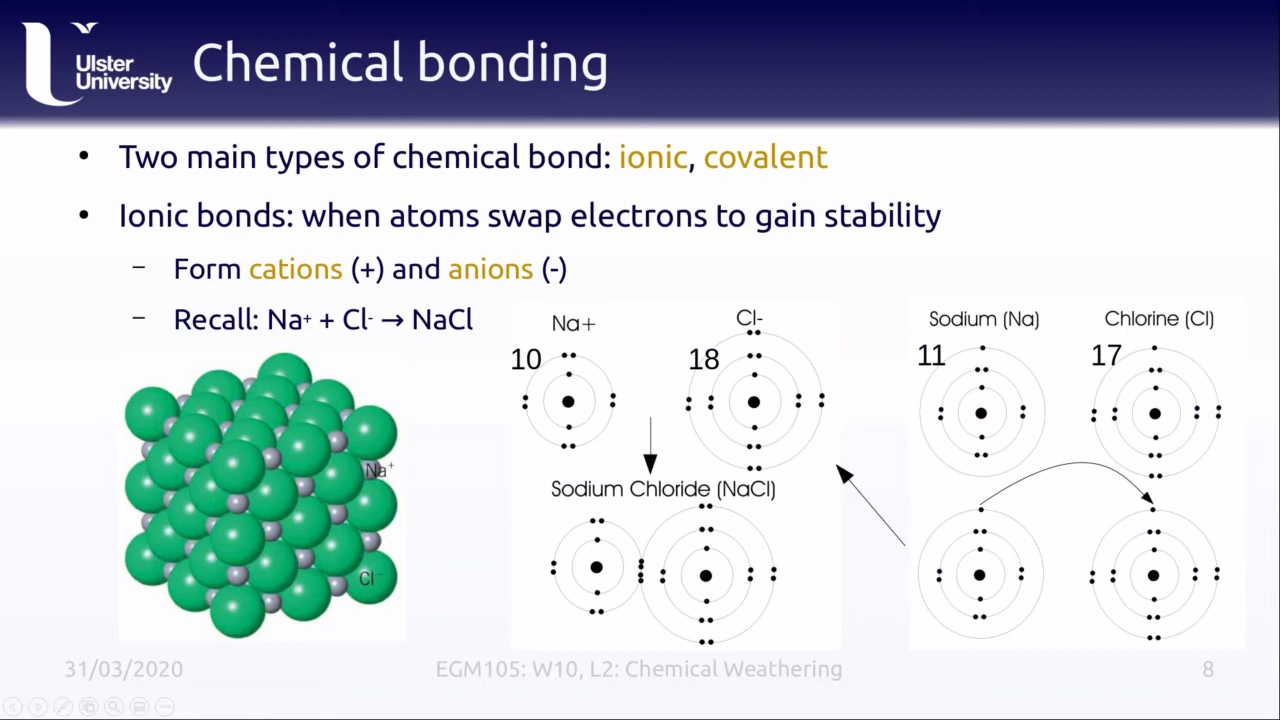 Ulster
University
Chemical bonding
• Two main types of chemical bond: ionic, covalent
• Ionic bonds: when atoms swap electrons to gain stability
– Form cations (+) and anions (-)
– Recall: Na⁺ + Cl⁻ → NaCl
Na⁺
Cl⁻
Na+
Cl-
10
18
Sodium Chloride (NaCl)
Sodium (Na)
Chlorine (Cl)
11
17
31/03/2020
EGM105: W10, L2: Chemical Weathering
8